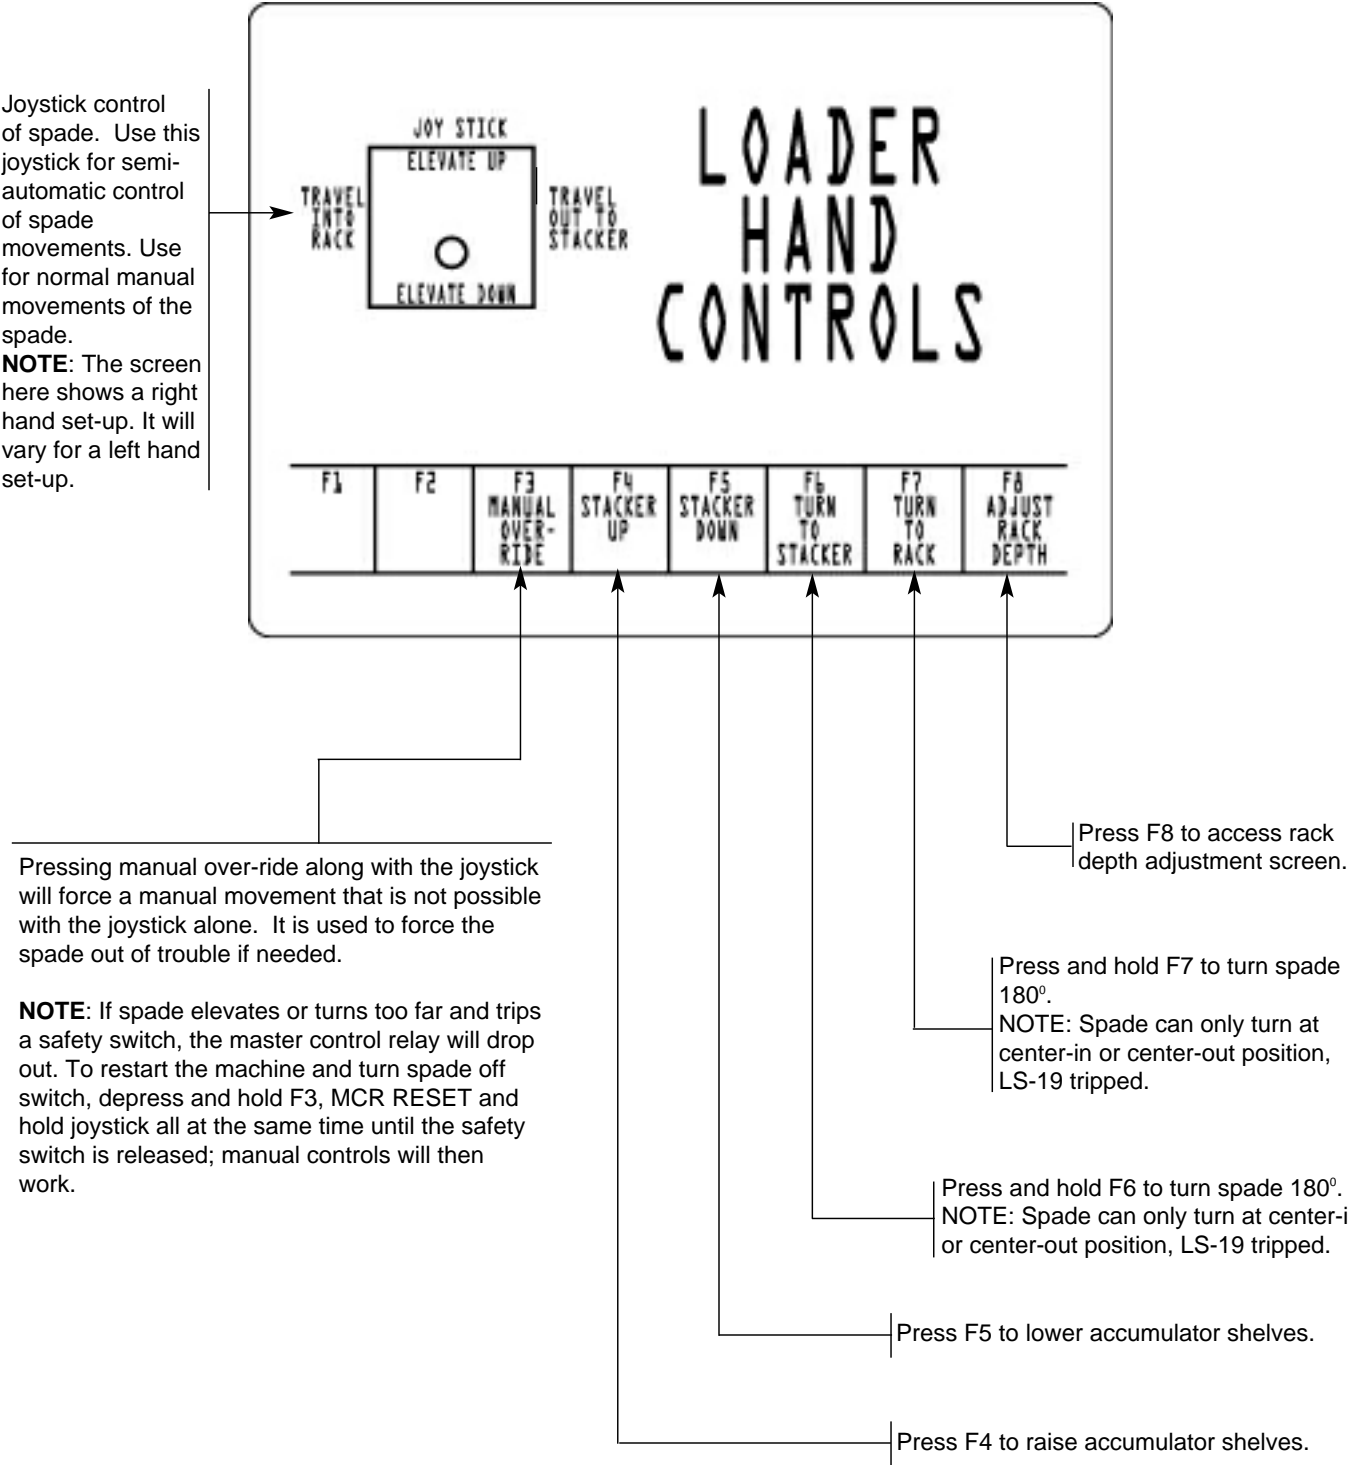 Joystick control
of spade.  Use this
joystick for semi-
automatic control
of spade
movements. Use
for normal manual
movements of the
spade.
NOTE: The screen
here shows a right
hand set-up. It will
vary for a left hand
set-up.
JOY STICK
ELEVATE UP
TRAVEL
INTO
RACK
TRAVEL
OUT TO
STACKER
ELEVATE DOWN
LOADER
HAND
CONTROLS
F1
F2
F3
MANUAL
OVER-
RIDE
F4
STACKER
UP
F5
STACKER
DOWN
F6
TURN
TO
STACKER
F7
TURN
TO
RACK
F8
ADJUST
RACK
DEPTH
Pressing manual over-ride along with the joystick
will force a manual movement that is not possible
with the joystick alone.  It is used to force the
spade out of trouble if needed.
NOTE: If spade elevates or turns too far and trips
a safety switch, the master control relay will drop
out. To restart the machine and turn spade off
switch, depress and hold F3, MCR RESET and
hold joystick all at the same time until the safety
switch is released; manual controls will then
work.
Press F8 to access rack
depth adjustment screen.
Press and hold F7 to turn spade
180⁰.
NOTE: Spade can only turn at
center-in or center-out position,
LS-19 tripped.
Press and hold F6 to turn spade 180⁰.
NOTE: Spade can only turn at center-i
or center-out position, LS-19 tripped.
Press F5 to lower accumulator shelves.
Press F4 to raise accumulator shelves.